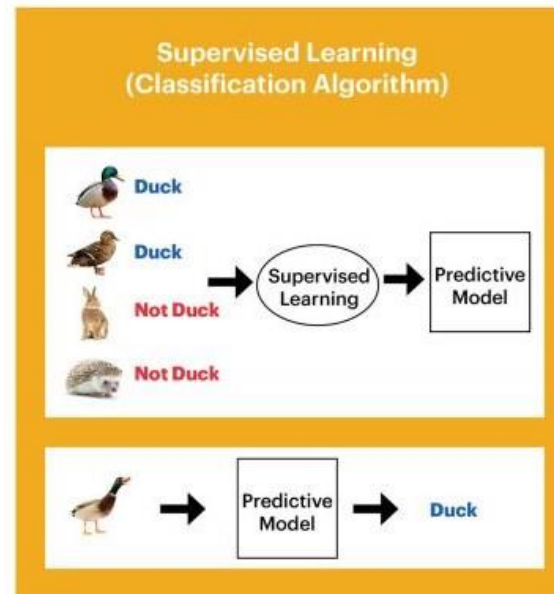 Supervised Learning
(Classification Algorithm)
Duck
Duck
Not Duck
Not Duck
Supervised
Learning
Predictive
Model
Predictive
Model
Duck